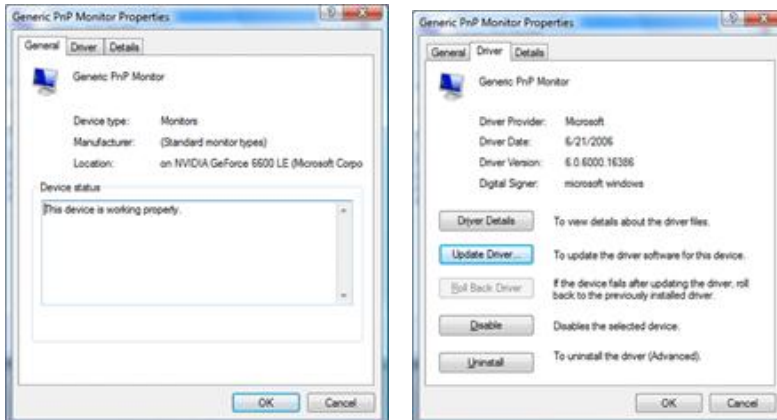 Generic PnP Monitor Properties
General Driver Details
Generic PnP Monitor
Device type: Monitors
Manufacturer: (Standard monitor types)
Location: on NVIDIA GeForce 6600 LE (Microsoft Corpo
Device status
This device is working properly.
OK Cancel
Generic PnP Monitor Properties
General Driver Details
Generic PnP Monitor
Driver Provider: Microsoft
Driver Date: 6/21/2006
Driver Version: 6.0.6000.16386
Digital Signer: microsoft windows
Driver Details To view details about the driver files.
Update Driver... To update the driver software for this device.
Roll Back Driver If the device fails after updating the driver, roll
back to the previously installed driver.
Disable Disables the selected device.
Uninstall To uninstall the driver (Advanced).
OK Cancel